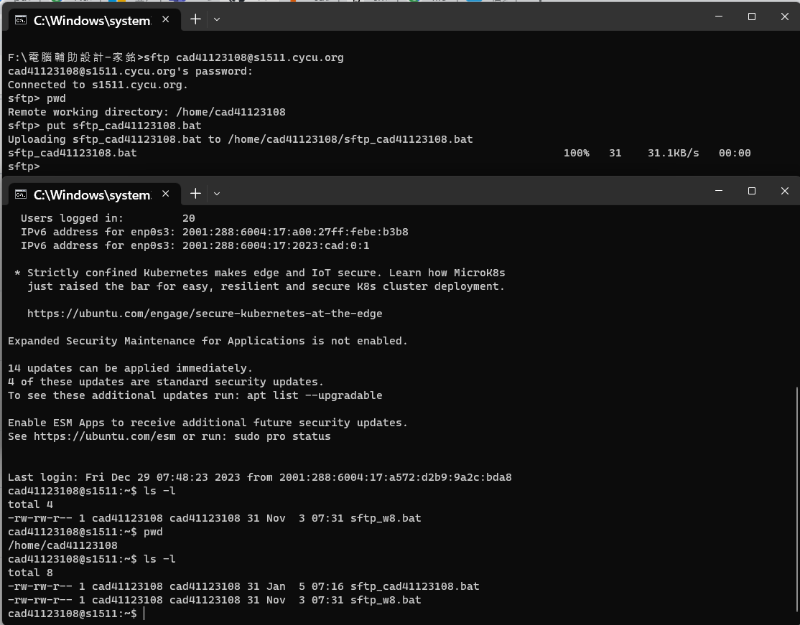 C:\Windows\system
F:\電腦輔助設計-家銘>sftp cad41123108@s1511.cycu.org
cad41123108@s1511.cycu.org's password:
Connected to s1511.cycu.org.
sftp> pwd
Remote working directory: /home/cad41123108
sftp> put sftp_cad41123108.bat
Uploading sftp_cad41123108.bat to /home/cad41123108/sftp_cad41123108.bat
sftp_cad41123108.bat 100% 31 31.1KB/s 00:00
sftp>
C:\Windows\system
Users logged in: 20
IPv6 address for enp0s3: 2001:288:6004:17:a00:27ff:febe:b3b8
IPv6 address for enp0s3: 2001:288:6004:17:2023:cad:0:1
* Strictly confined Kubernetes makes edge and IoT secure. Learn how MicroK8s
just raised the bar for easy, resilient and secure K8s cluster deployment.
https://ubuntu.com/engage/secure-kubernetes-at-the-edge
Expanded Security Maintenance for Applications is not enabled.
14 updates can be applied immediately.
4 of these updates are standard security updates.
To see these additional updates run: apt list --upgradable
Enable ESM Apps to receive additional future security updates.
See https://ubuntu.com/esm or run: sudo pro status
Last login: Fri Dec 29 07:48:23 2023 from 2001:288:6004:17:a572:d2b9:9a2c:bda8
cad41123108@s1511:~$ ls -l
total 4
-rw-rw-r-- 1 cad41123108 cad41123108 31 Nov  3 07:31 sftp_w8.bat
cad41123108@s1511:~$ pwd
/home/cad41123108
cad41123108@s1511:~$ ls -l
total 8
-rw-rw-r-- 1 cad41123108 cad41123108 31 Jan  5 07:16 sftp_cad41123108.bat
-rw-rw-r-- 1 cad41123108 cad41123108 31 Nov  3 07:31 sftp_w8.bat
cad41123108@s1511:~$